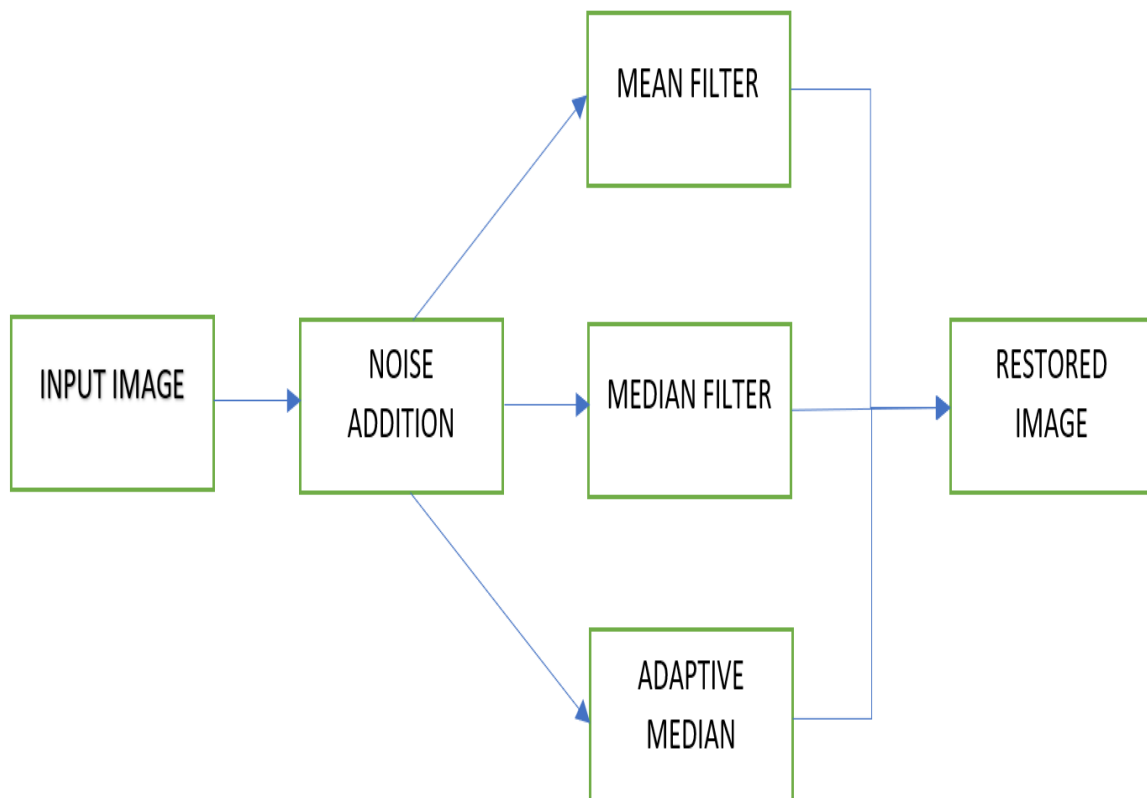 INPUT IMAGE
NOISE
ADDITION
MEAN FILTER
MEDIAN FILTER
ADAPTIVE
MEDIAN
RESTORED
IMAGE